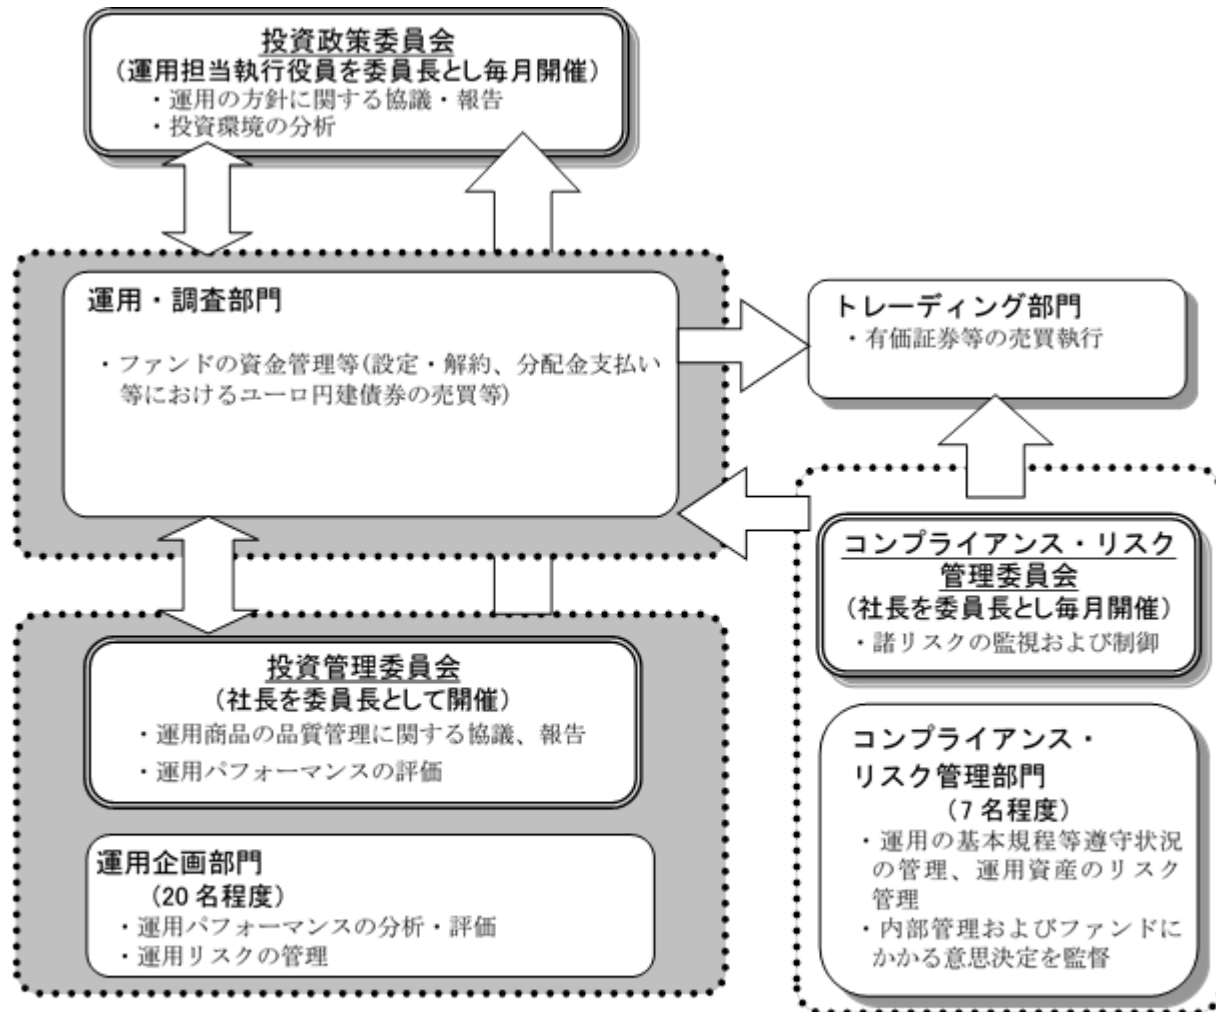 投資政策委員会
(運用担当執行役員を委員長とし毎月開催)
・運用の方針に関する協議・報告
・投資環境の分析
運用・調査部門
・ファンドの資金管理等(設定・解約、分配金支払い
等におけるユーロ円建債券の売買等)
トレーディング部門
・有価証券等の売買執行
コンプライアンス・リスク
管理委員会
(社長を委員長とし毎月開催)
・諸リスクの監視および制御
投資管理委員会
(社長を委員長として開催)
・運用商品の品質管理に関する協議、報告
・運用パフォーマンスの評価
運用企画部門
(20 名程度)
・運用パフォーマンスの分析・評価
・運用リスクの管理
コンプライアンス・
リスク管理部門
(7 名程度)
・運用の基本規程等遵守状況
の管理、運用資産のリスク
管理
・内部管理およびファンドに
かかる意思決定を監督